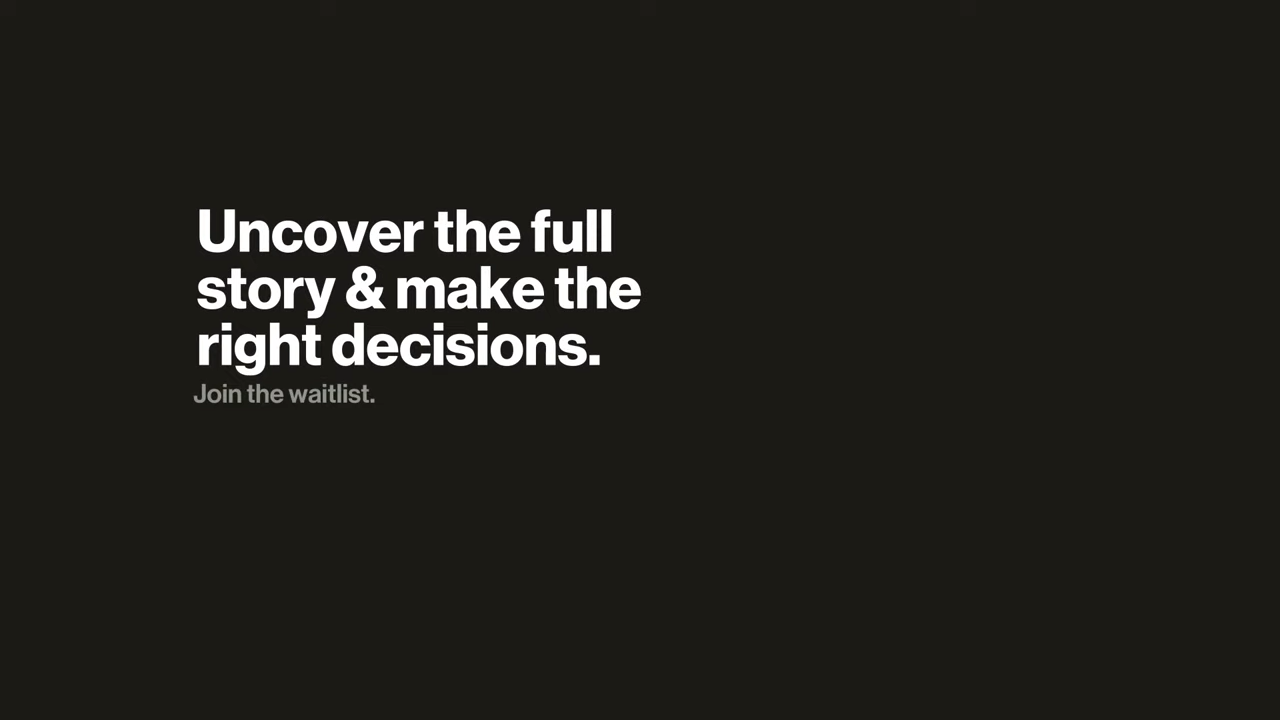 Uncover the full
story & make the
right decisions.
Join the waitlist.